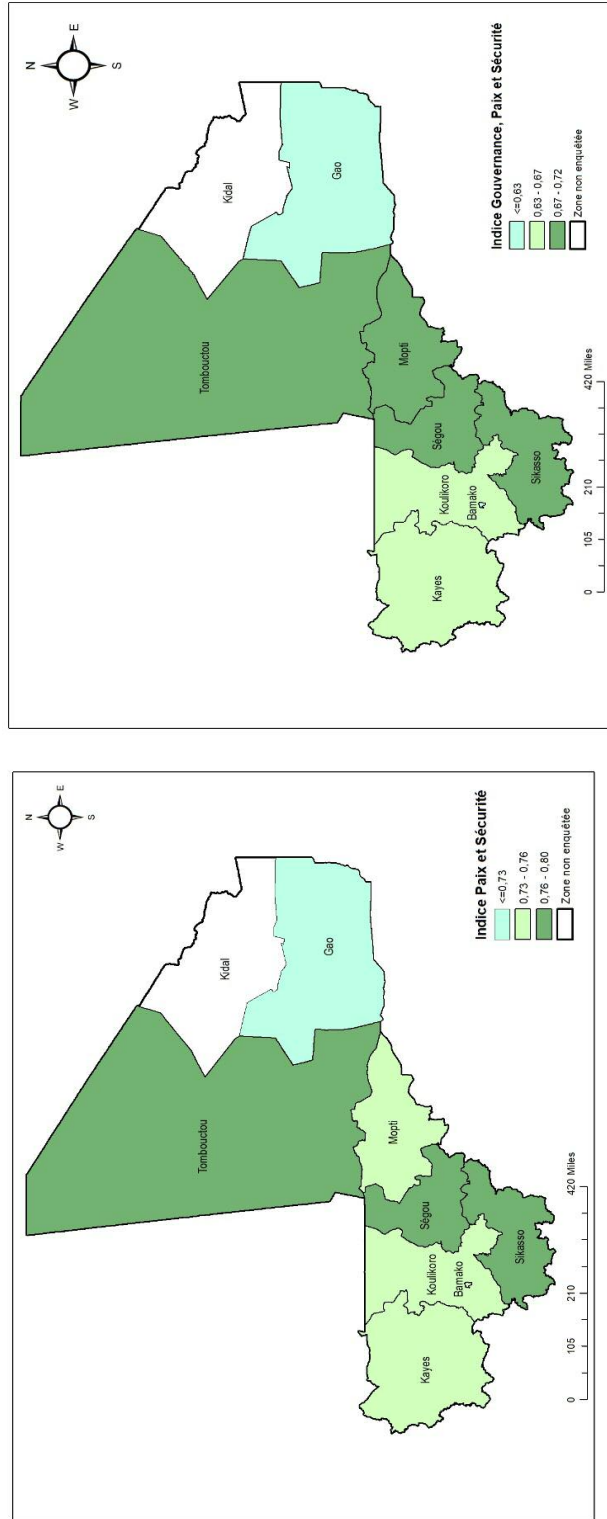 N
W
E
S
Tombouctou
Kidal
Gao
Mopti
Ségou
Koulikoro
Bamako
Kayes
Sikasso
Indice Paix et Sécurité
<=0,73
0,73 - 0,76
0,76 - 0,80
Zone non enquêtée
0 105 210 420 Miles
N
W
E
S
Tombouctou
Kidal
Gao
Mopti
Ségou
Koulikoro
Bamako
Kayes
Sikasso
Indice Gouvernance, Paix et Sécurité
<=0,63
0,63 - 0,67
0,67 - 0,72
Zone non enquêtée
0 105 210 420 Miles